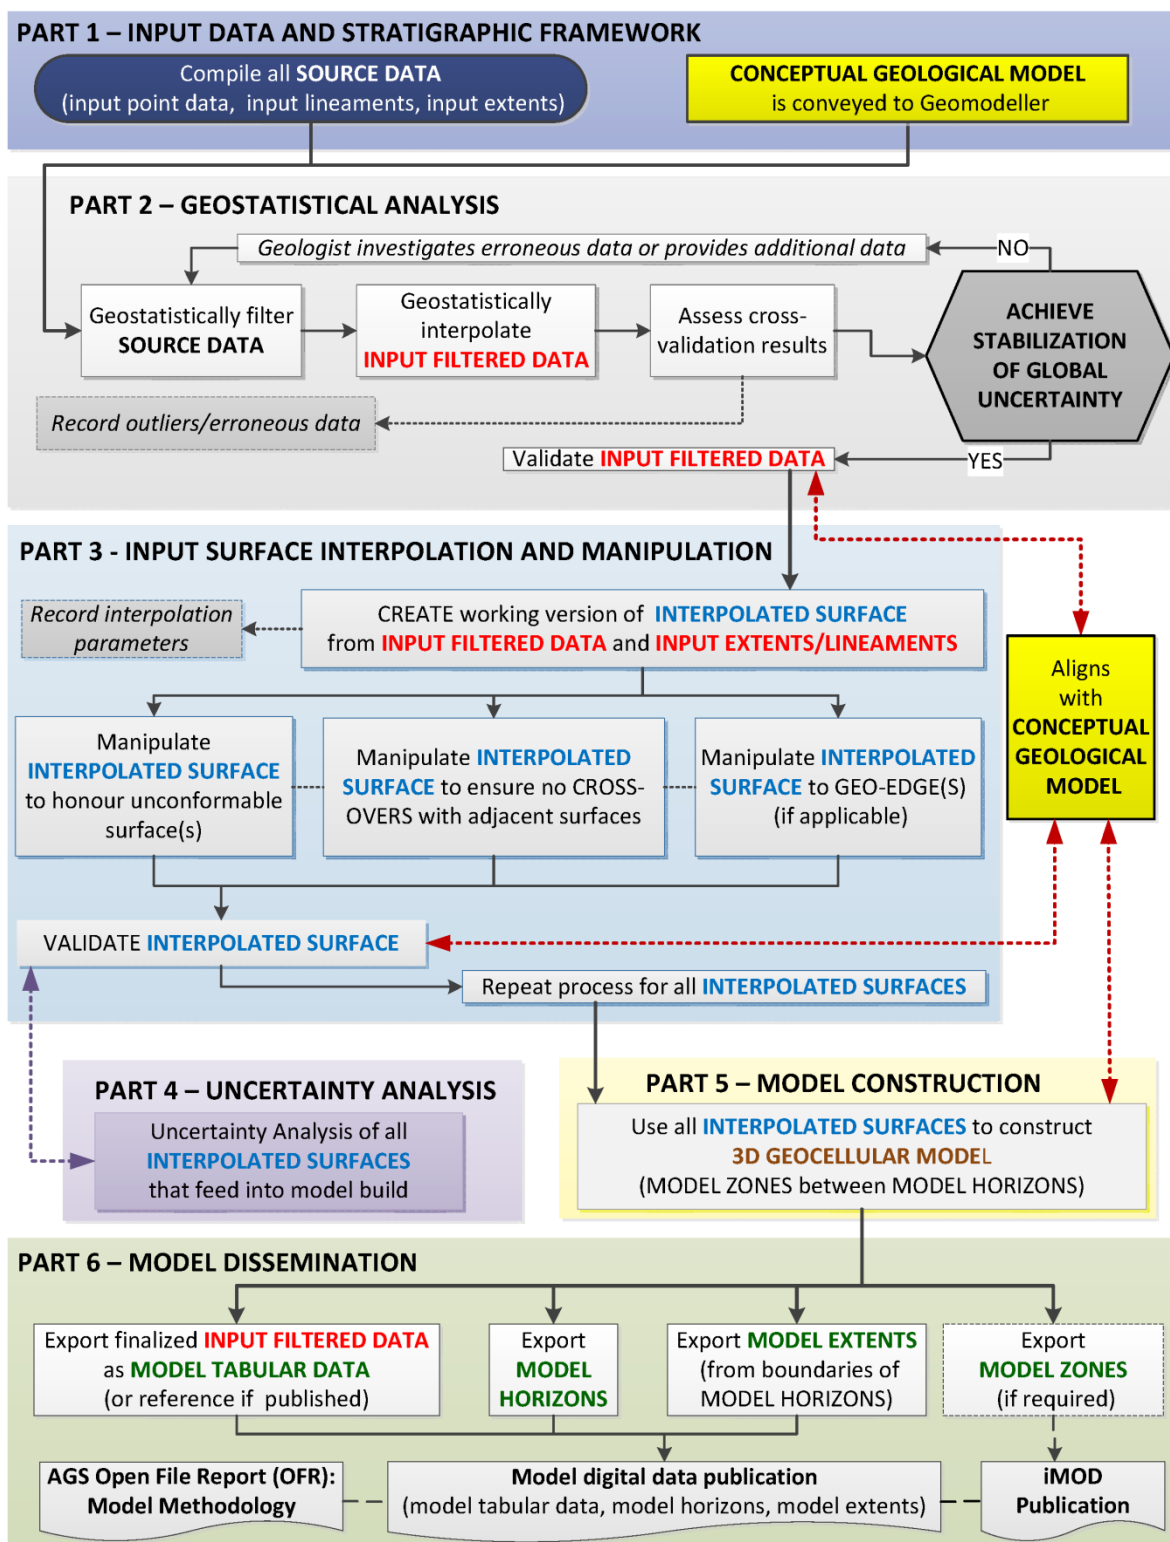 PART 1 – INPUT DATA AND STRATIGRAPHIC FRAMEWORK
Compile all SOURCE DATA
(input point data, input lineaments, input extents)
CONCEPTUAL GEOLOGICAL MODEL
is conveyed to Geomodeller
PART 2 – GEOSTATISTICAL ANALYSIS
Geologist investigates erroneous data or provides additional data
NO
Geostatistically filter
SOURCE DATA
Geostatistically
interpolate
INPUT FILTERED DATA
Assess cross-
validation results
ACHIEVE
STABILIZATION
OF GLOBAL
UNCERTAINTY
Record outliers/erroneous data
Validate INPUT FILTERED DATA
YES
PART 3 - INPUT SURFACE INTERPOLATION AND MANIPULATION
Record interpolation
parameters
CREATE working version of INTERPOLATED SURFACE
from INPUT FILTERED DATA and INPUT EXTENTS/LINEAMENTS
Aligns
with
CONCEPTUAL
GEOLOGICAL
MODEL
Manipulate
INTERPOLATED SURFACE
to honour unconformable
surface(s)
Manipulate INTERPOLATED
SURFACE to ensure no CROSS-
OVERS with adjacent surfaces
Manipulate INTERPOLATED
SURFACE to GEO-EDGE(S)
(if applicable)
VALIDATE INTERPOLATED SURFACE
Repeat process for all INTERPOLATED SURFACES
PART 4 – UNCERTAINTY ANALYSIS
Uncertainty Analysis of all
INTERPOLATED SURFACES
that feed into model build
PART 5 – MODEL CONSTRUCTION
Use all INTERPOLATED SURFACES to construct
3D GEOCELLULAR MODEL
(MODEL ZONES between MODEL HORIZONS)
PART 6 – MODEL DISSEMINATION
Export finalized INPUT FILTERED DATA
as MODEL TABULAR DATA
(or reference if published)
Export
MODEL
HORIZONS
Export MODEL EXTENTS
(from boundaries of
MODEL HORIZONS)
Export
MODEL ZONES
(if required)
AGS Open File Report (OFR):
Model Methodology
Model digital data publication
(model tabular data, model horizons, model extents)
iMOD
Publication